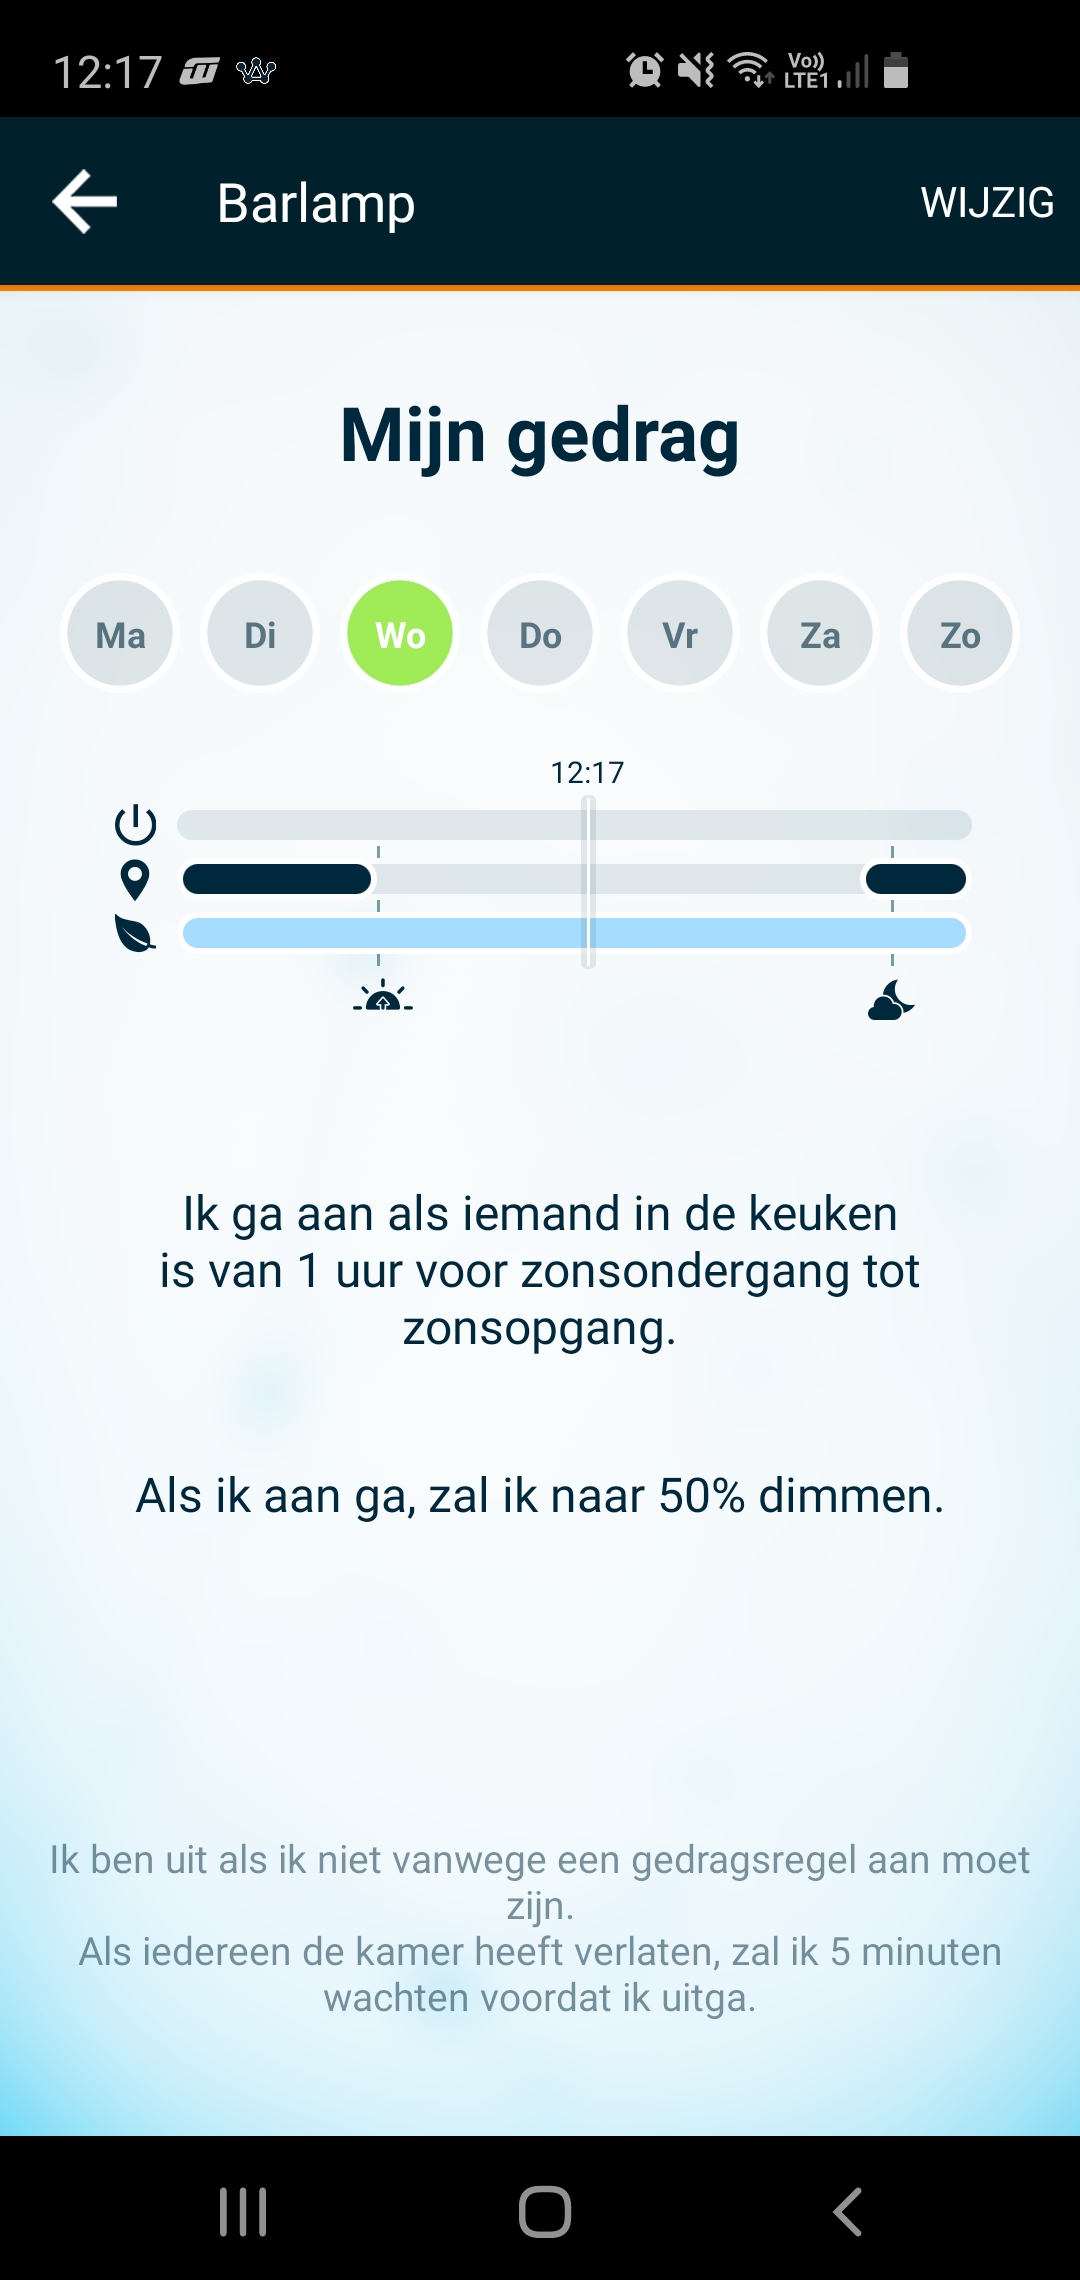 12:17
Vo))
LTE1
Barlamp
WIJZIG
Mijn gedrag
Ma Di Wo Do Vr Za Zo
12:17
Ik ga aan als iemand in de keuken
is van 1 uur voor zonsondergang tot
zonsopgang.
Als ik aan ga, zal ik naar 50% dimmen.
Ik ben uit als ik niet vanwege een gedragsregel aan moet
zijn.
Als iedereen de kamer heeft verlaten, zal ik 5 minuten
wachten voordat ik uitga.